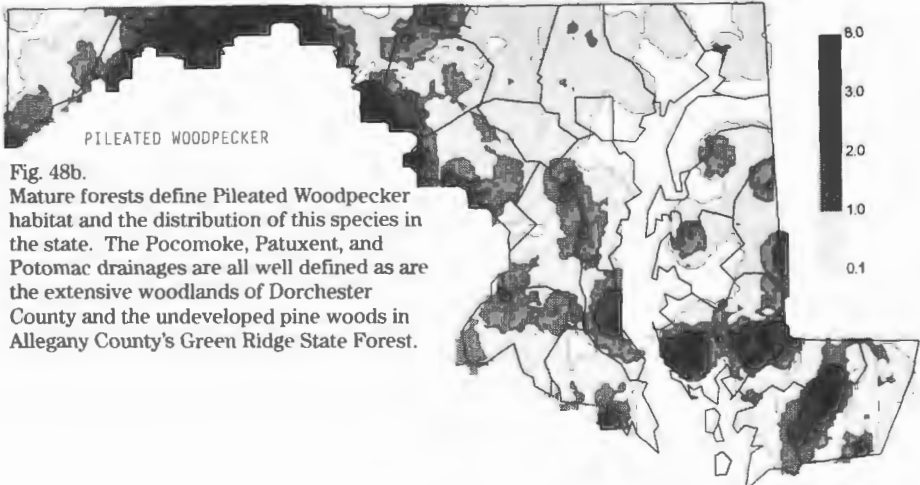 PILEATED WOODPECKER
Fig. 48b.
Mature forests define Pileated Woodpecker
habitat and the distribution of this species in
the state. The Pocomoke, Patuxent, and
Potomac drainages are all well defined as are
the extensive woodlands of Dorchester
County and the undeveloped pine woods in
Allegany County's Green Ridge State Forest.
8.0
3.0
2.0
1.0
0.1